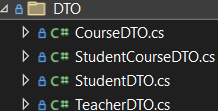 DTO
C# CourseDTO.cs
C# StudentCourseDTO.cs
C# StudentDTO.cs
C# TeacherDTO.cs